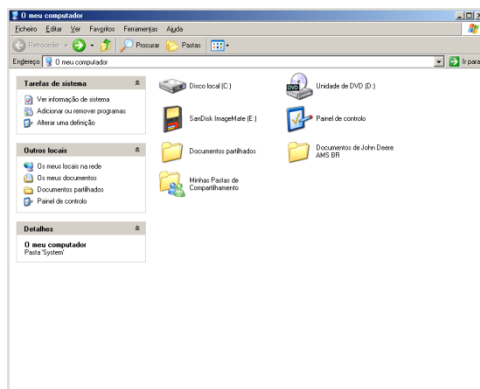 O meu computador
Ficheiro Editar Ver Favoritos Ferramentas Ajuda
Retroceder Procurar Pastas
Endereço O meu computador Ir para
Tarefas de sistema
Ver informação de sistema
Adicionar ou remover programas
Alterar uma definição
Outros locais
Os meus locais na rede
Os meus documentos
Documentos partilhados
Painel de controlo
Detalhes
O meu computador
Pasta 'System'
Disco local (C:)
Unidade de DVD (D:)
DVD
SanDisk ImageMate (E:)
Painel de controlo
Documentos partilhados
Documentos de John Deere
AMS BR
Minhas Pastas de
Compartilhamento